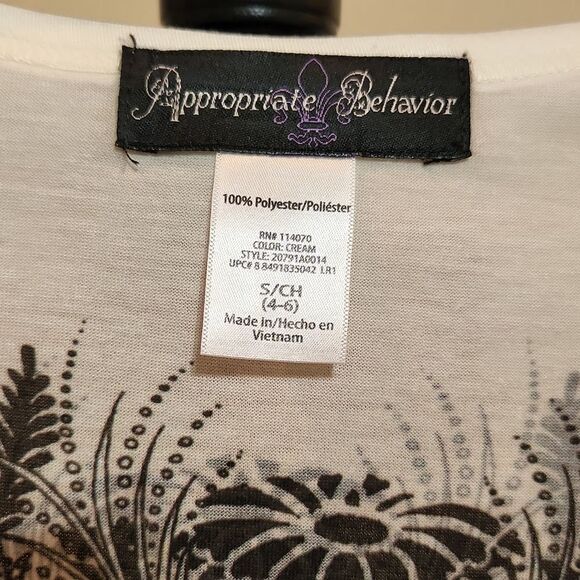 Appropriate Behavior
100% Polyester/Poliéster
RN# 114070
COLOR: CREAM
STYLE: 20791A0014
UPC# 8 8491835042 LR1
S/CH
(4-6)
Made in/Hecho en
Vietnam